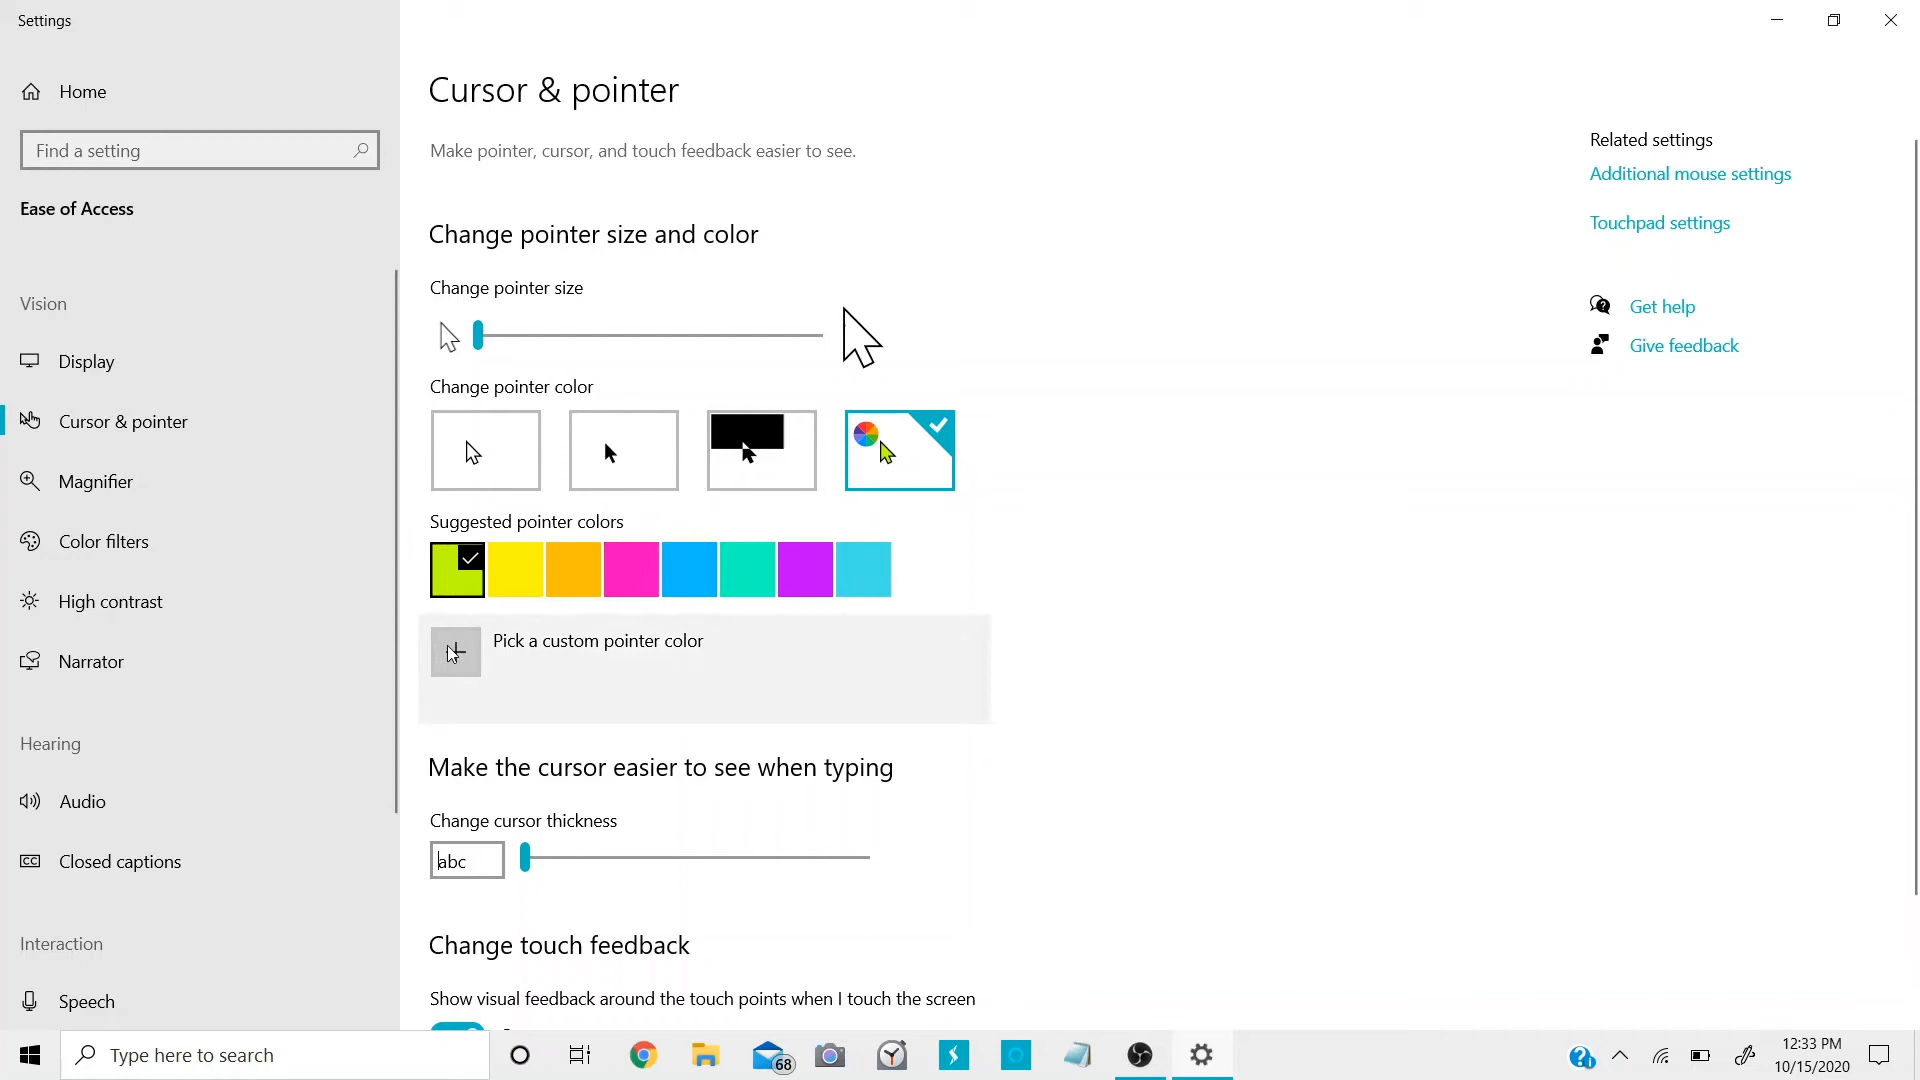 Settings
Home
Find a setting
Ease of Access
Vision
Display
Cursor & pointer
Magnifier
Color filters
High contrast
Narrator
Hearing
Audio
Closed captions
Interaction
Speech
Cursor & pointer
Make pointer, cursor, and touch feedback easier to see.
Change pointer size and color
Change pointer size
Change pointer color
Suggested pointer colors
Pick a custom pointer color
Make the cursor easier to see when typing
Change cursor thickness
abc
Change touch feedback
Show visual feedback around the touch points when I touch the screen
Related settings
Additional mouse settings
Touchpad settings
Get help
Give feedback
Type here to search
68
12:33 PM
10/15/2020